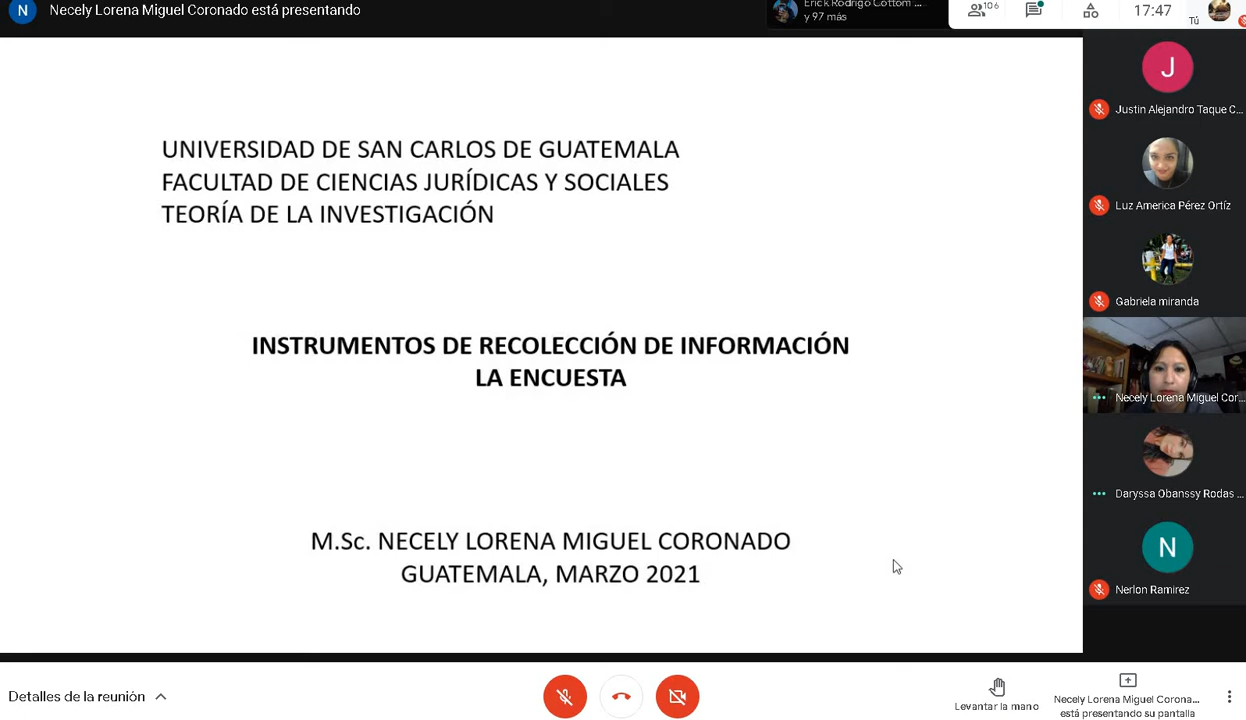 N
Necely Lorena Miguel Coronado está presentando
Erick Rodrigo Cottom ...
y 97 más
106
17:47
Tú
J
Justin Alejandro Taque C...
Luz America Pérez Ortíz
Gabriela miranda
Necely Lorena Miguel Cor...
Daryssa Obanssy Rodas ...
N
Nerlon Ramirez
UNIVERSIDAD DE SAN CARLOS DE GUATEMALA
FACULTAD DE CIENCIAS JURÍDICAS Y SOCIALES
TEORÍA DE LA INVESTIGACIÓN
INSTRUMENTOS DE RECOLECCIÓN DE INFORMACIÓN
LA ENCUESTA
M.Sc. NECELY LORENA MIGUEL CORONADO
GUATEMALA, MARZO 2021
Detalles de la reunión
Levantar la mano
Necely Lorena Miguel Corona...
está presentando su pantalla